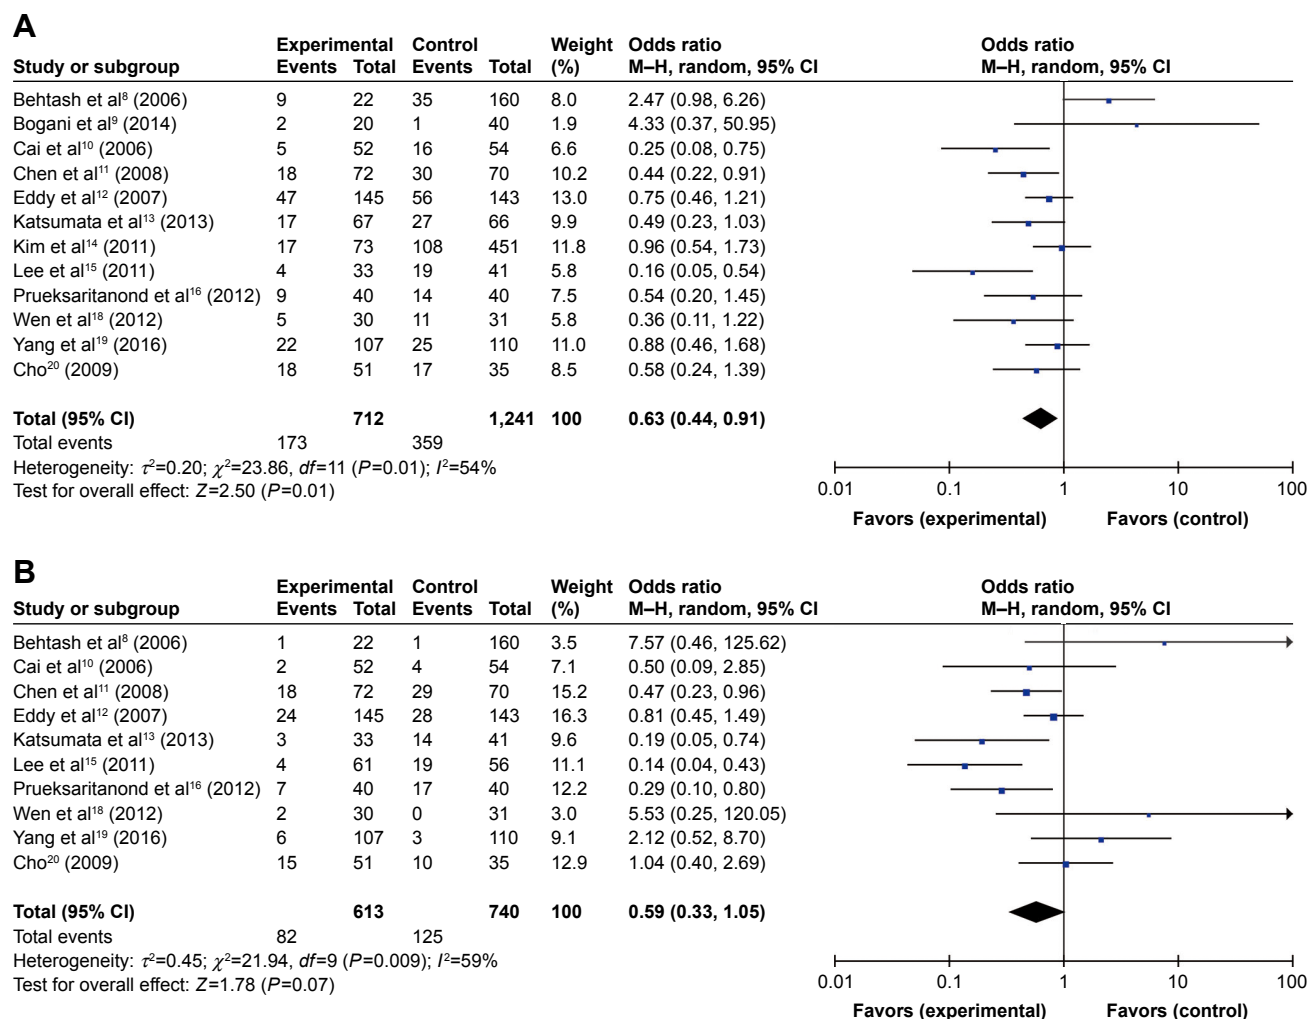 A
Experimental Control Weight Odds ratio Odds ratio
Study or subgroup Events Total Events Total (%) M–H, random, 95% CI M–H, random, 95% CI
Behtash et al⁸ (2006) 9 22 35 160 8.0 2.47 (0.98, 6.26)
Bogani et al⁹ (2014) 2 20 1 40 1.9 4.33 (0.37, 50.95)
Cai et al¹⁰ (2006) 5 52 16 54 6.6 0.25 (0.08, 0.75)
Chen et al¹¹ (2008) 18 72 30 70 10.2 0.44 (0.22, 0.91)
Eddy et al¹² (2007) 47 145 56 143 13.0 0.75 (0.46, 1.21)
Katsumata et al¹³ (2013) 17 67 27 66 9.9 0.49 (0.23, 1.03)
Kim et al¹⁴ (2011) 17 73 108 451 11.8 0.96 (0.54, 1.73)
Lee et al¹⁵ (2011) 4 33 19 41 5.8 0.16 (0.05, 0.54)
Prueksaritanond et al¹⁶ (2012) 9 40 14 40 7.5 0.54 (0.20, 1.45)
Wen et al¹⁸ (2012) 5 30 11 31 5.8 0.36 (0.11, 1.22)
Yang et al¹⁹ (2016) 22 107 25 110 11.0 0.88 (0.46, 1.68)
Cho²⁰ (2009) 18 51 17 35 8.5 0.58 (0.24, 1.39)
Total (95% CI) 712 1,241 100 0.63 (0.44, 0.91)
Total events 173 359
Heterogeneity: τ²=0.20; χ²=23.86, df=11 (P=0.01); I²=54%
Test for overall effect: Z=2.50 (P=0.01)
0.01 0.1 1 10 100
Favors (experimental) Favors (control)
B
Experimental Control Weight Odds ratio Odds ratio
Study or subgroup Events Total Events Total (%) M–H, random, 95% CI M–H, random, 95% CI
Behtash et al⁸ (2006) 1 22 1 160 3.5 7.57 (0.46, 125.62)
Cai et al¹⁰ (2006) 2 52 4 54 7.1 0.50 (0.09, 2.85)
Chen et al¹¹ (2008) 18 72 29 70 15.2 0.47 (0.23, 0.96)
Eddy et al¹² (2007) 24 145 28 143 16.3 0.81 (0.45, 1.49)
Katsumata et al¹³ (2013) 3 33 14 41 9.6 0.19 (0.05, 0.74)
Lee et al¹⁵ (2011) 4 61 19 56 11.1 0.14 (0.04, 0.43)
Prueksaritanond et al¹⁶ (2012) 7 40 17 40 12.2 0.29 (0.10, 0.80)
Wen et al¹⁸ (2012) 2 30 0 31 3.0 5.53 (0.25, 120.05)
Yang et al¹⁹ (2016) 6 107 3 110 9.1 2.12 (0.52, 8.70)
Cho²⁰ (2009) 15 51 10 35 12.9 1.04 (0.40, 2.69)
Total (95% CI) 613 740 100 0.59 (0.33, 1.05)
Total events 82 125
Heterogeneity: τ²=0.45; χ²=21.94, df=9 (P=0.009); I²=59%
Test for overall effect: Z=1.78 (P=0.07)
0.01 0.1 1 10 100
Favors (experimental) Favors (control)